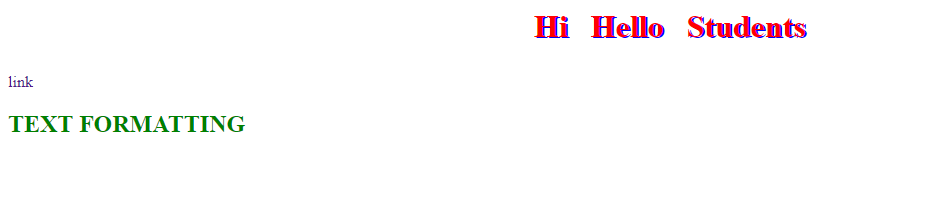 Hi Hello Students
link
TEXT FORMATTING